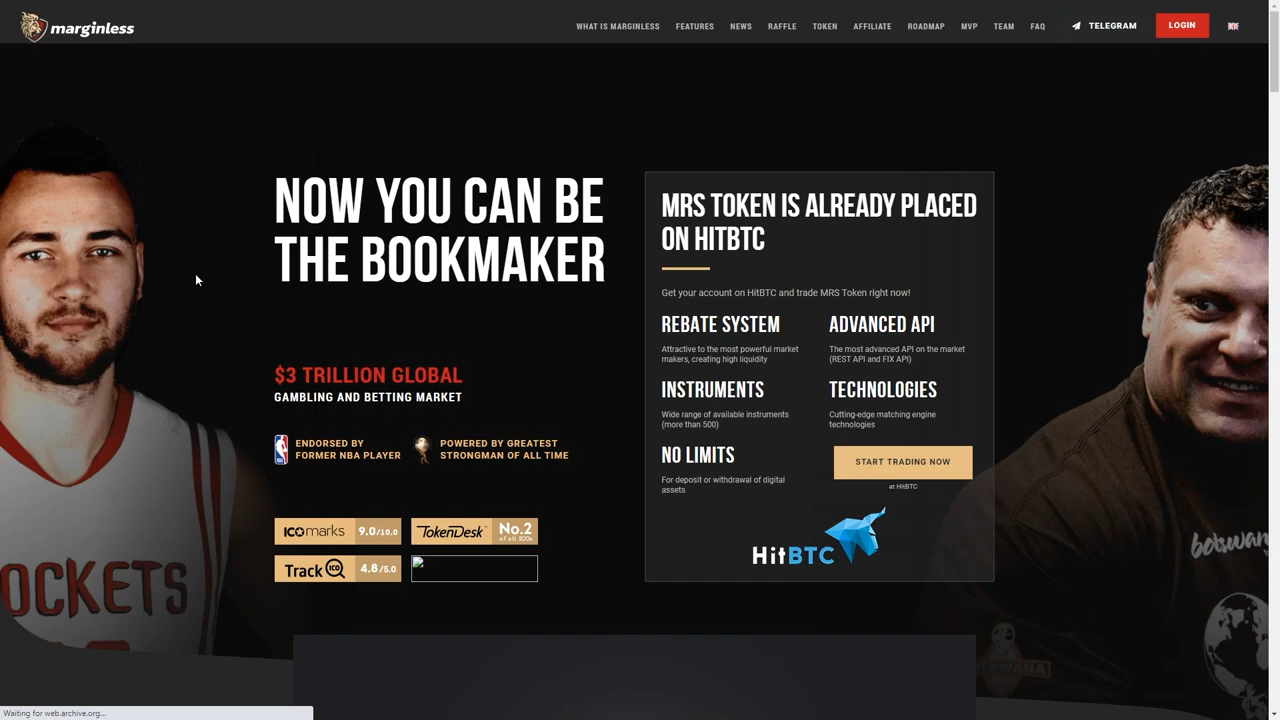 marginless
WHAT IS MARGINLESS FEATURES NEWS RAFFLE TOKEN AFFILIATE ROADMAP MVP TEAM FAQ TELEGRAM LOGIN
NOW YOU CAN BE
THE BOOKMAKER
$3 TRILLION GLOBAL
GAMBLING AND BETTING MARKET
ENDORSED BY
FORMER NBA PLAYER
POWERED BY GREATEST
STRONGMAN OF ALL TIME
ICOmarks 9.0/10.0
TokenDesk No.2
of all ICOs
Track ICO 4.8/5.0
MRS TOKEN IS ALREADY PLACED
ON HITBTC
Get your account on HitBTC and trade MRS Token right now!
REBATE SYSTEM
Attractive to the most powerful market
makers, creating high liquidity
ADVANCED API
The most advanced API on the market
(REST API and FIX API)
INSTRUMENTS
Wide range of available instruments
(more than 500)
TECHNOLOGIES
Cutting-edge matching engine
technologies
NO LIMITS
For deposit or withdrawal of digital
assets
START TRADING NOW
at HitBTC
HitBTC
OCKETS
botswan
Waiting for web.archive.org...